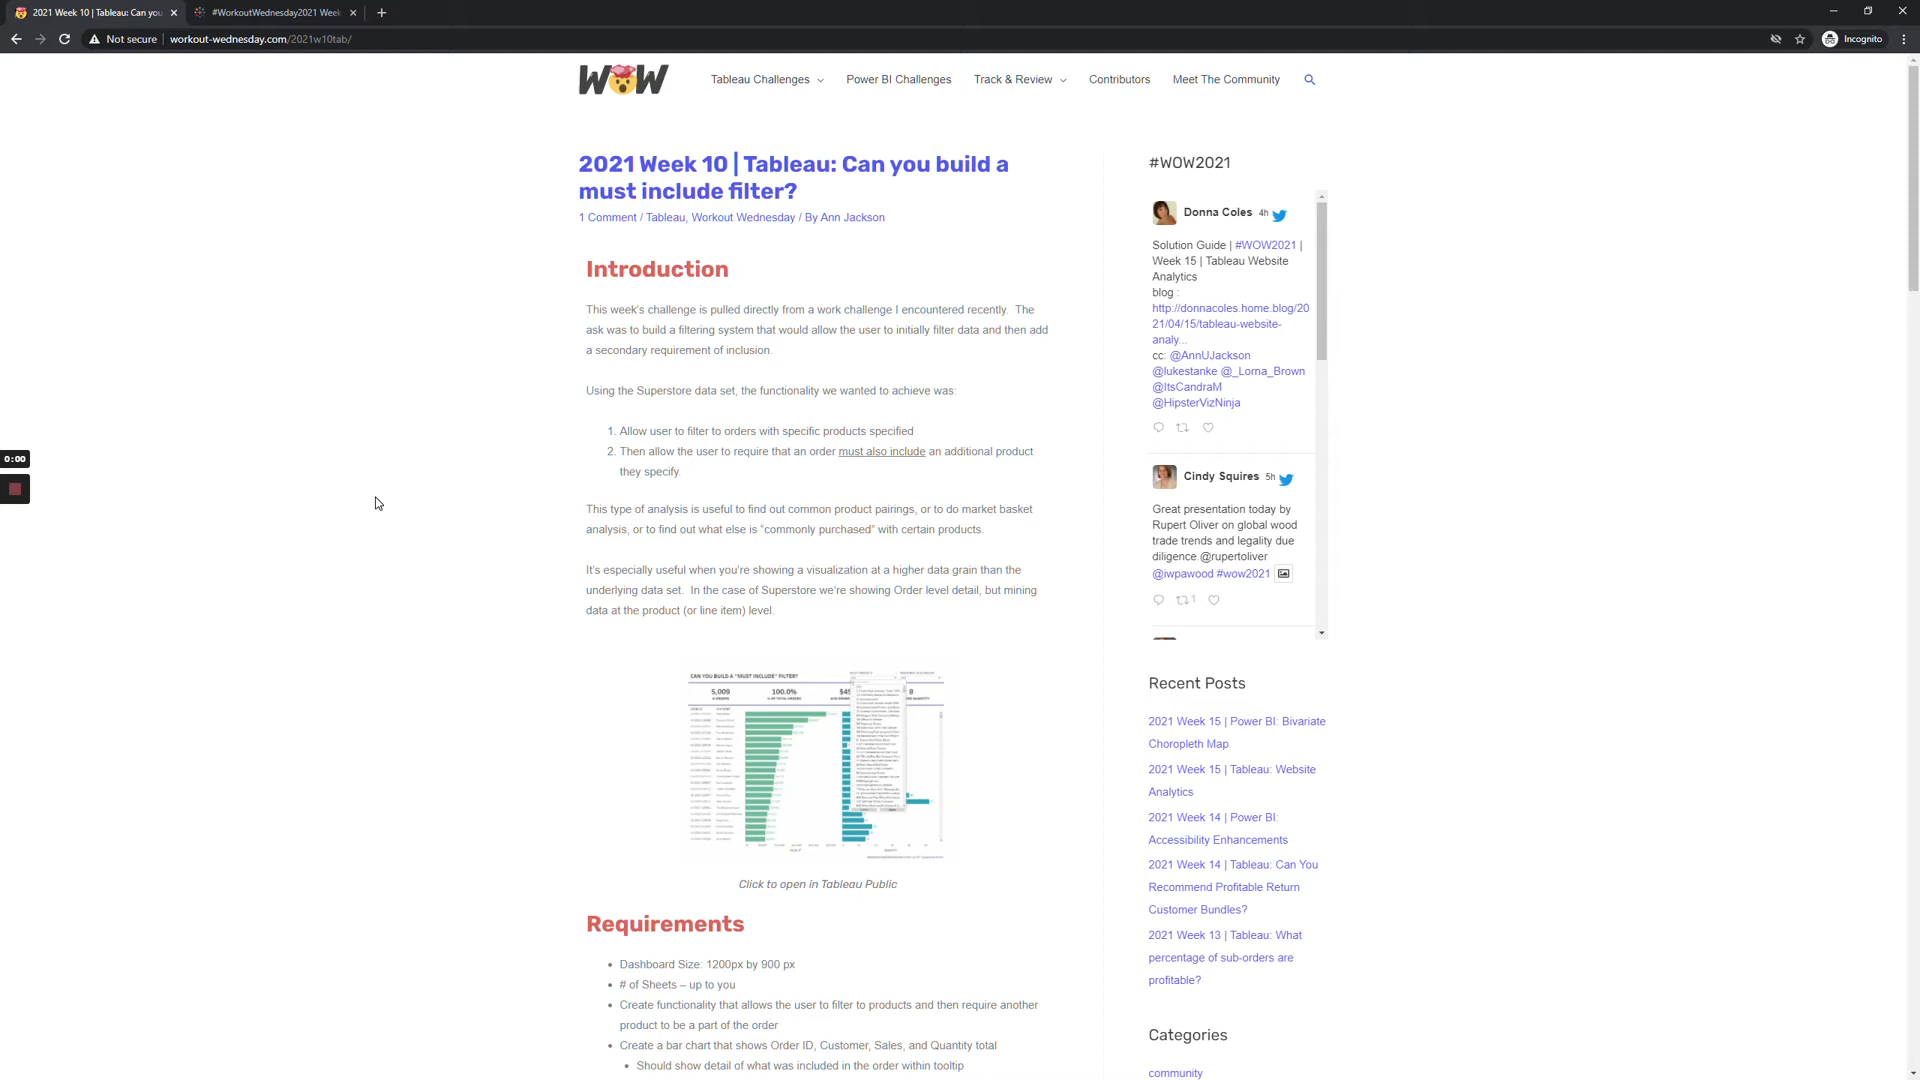 2021 Week 10 | Tableau: Can you
#WorkoutWednesday2021 Week
Not secure
workout-wednesday.com/2021w10tab/
Incognito
WOW
Tableau Challenges
Power BI Challenges
Track & Review
Contributors
Meet The Community
2021 Week 10 | Tableau: Can you build a
must include filter?
1 Comment / Tableau, Workout Wednesday / By Ann Jackson
Introduction
This week's challenge is pulled directly from a work challenge I encountered recently. The
ask was to build a filtering system that would allow the user to initially filter data and then add
a secondary requirement of inclusion.
Using the Superstore data set, the functionality we wanted to achieve was:
1. Allow user to filter to orders with specific products specified
2. Then allow the user to require that an order must also include an additional product
they specify.
This type of analysis is useful to find out common product pairings, or to do market basket
analysis, or to find out what else is "commonly purchased" with certain products.
It's especially useful when you're showing a visualization at a higher data grain than the
underlying data set. In the case of Superstore we're showing Order level detail, but mining
data at the product (or line item) level.
CAN YOU BUILD A "MUST INCLUDE" FILTER?
5,009
100.0%
Click to open in Tableau Public
Requirements
Dashboard Size: 1200px by 900 px
# of Sheets – up to you
Create functionality that allows the user to filter to products and then require another
product to be a part of the order
Create a bar chart that shows Order ID, Customer, Sales, and Quantity total
Should show detail of what was included in the order within tooltip
0:00
#WOW2021
Donna Coles 4h
Solution Guide | #WOW2021 |
Week 15 | Tableau Website
Analytics
blog :
http://donnacoles.home.blog/20
21/04/15/tableau-website-
analy...
cc: @AnnUJackson
@lukestanke @_Lorna_Brown
@ItsCandraM
@HipsterVizNinja
Cindy Squires 5h
Great presentation today by
Rupert Oliver on global wood
trade trends and legality due
diligence.@rupertoliver
@iwpawood #wow2021
1
Recent Posts
2021 Week 15 | Power BI: Bivariate
Choropleth Map
2021 Week 15 | Tableau: Website
Analytics
2021 Week 14 | Power BI:
Accessibility Enhancements
2021 Week 14 | Tableau: Can You
Recommend Profitable Return
Customer Bundles?
2021 Week 13 | Tableau: What
percentage of sub-orders are
profitable?
Categories
community